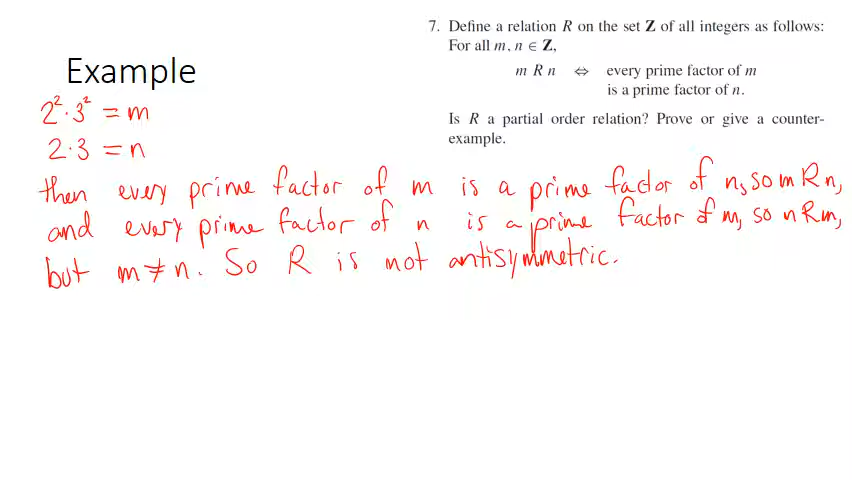 7. Define a relation R on the set Z of all integers as follows:
For all m, n ∈ Z,
m R n ⇔ every prime factor of m
is a prime factor of n.
Is R a partial order relation? Prove or give a counter-
example.
Example
2²·3² = m
2·3 = n
then every prime factor of m is a prime factor of n, so m R n,
and every prime factor of n is a prime factor of m, so n R m,
but m ≠ n. So R is not antisymmetric.